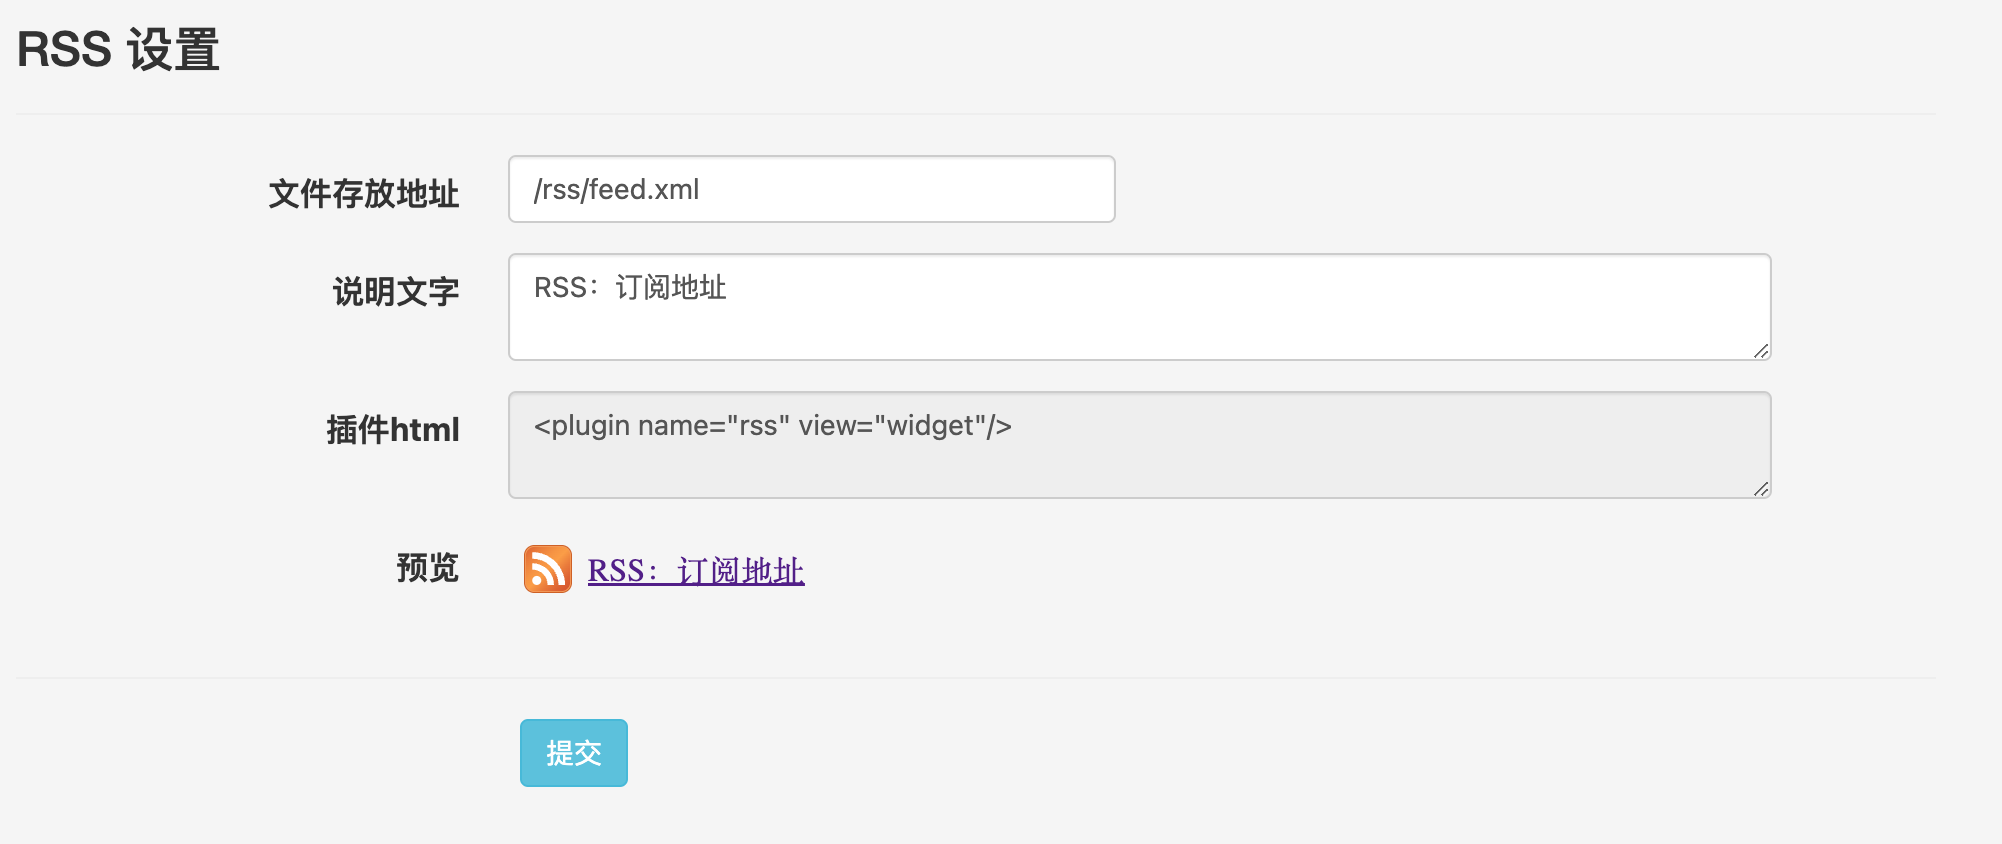 RSS 设置
文件存放地址
/rss/feed.xml
说明文字
RSS：订阅地址
插件html
<plugin name="rss" view="widget"/>
预览
RSS：订阅地址
提交